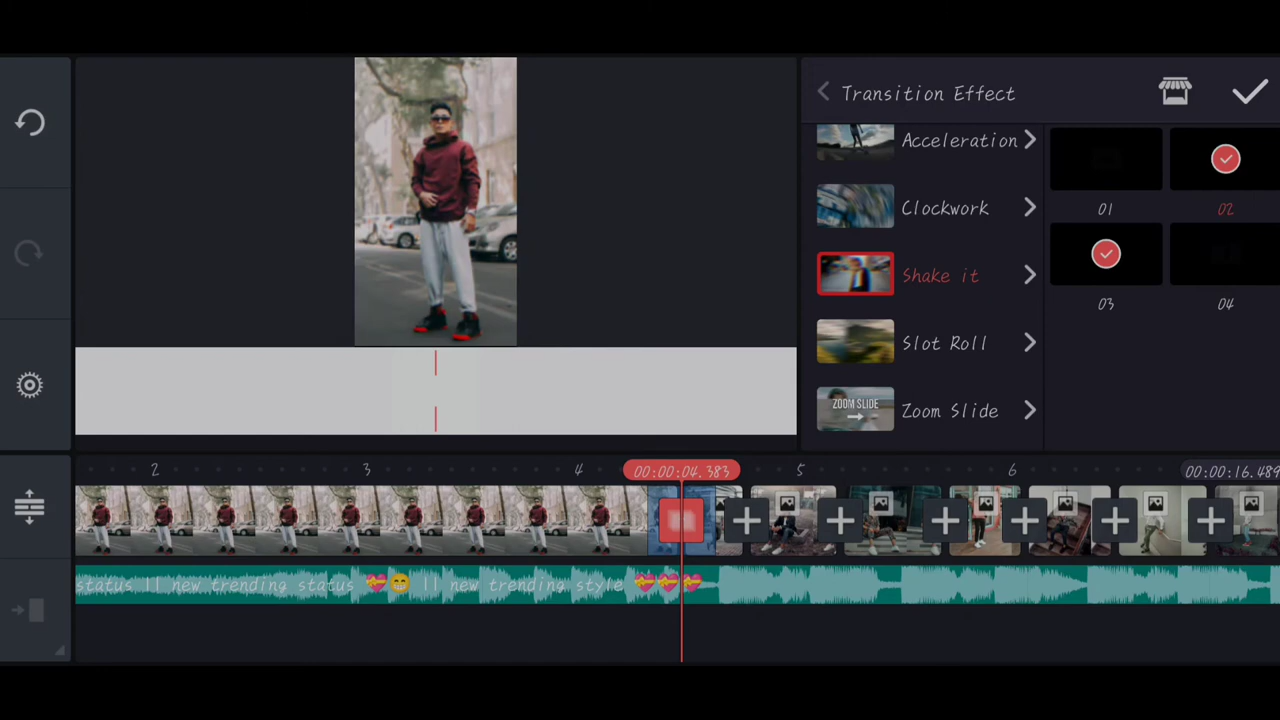 Transition Effect
Acceleration
Clockwork
Shake it
Slot Roll
ZOOM SLIDE
Zoom Slide
01
02
03
04
2
3
4
00:00:04.383
5
6
00:00:16.489
status || new trending status 💝😁 || new trending style 💝💝💝